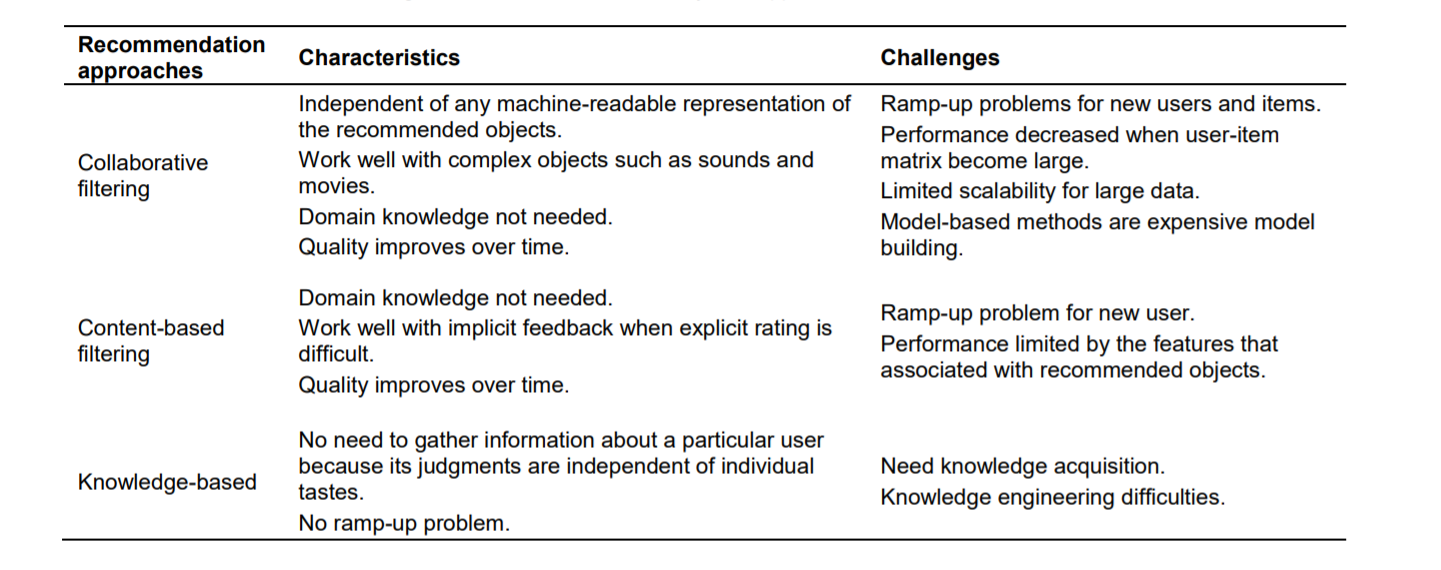 Recommendation
approaches
Characteristics
Challenges
Collaborative
filtering
Independent of any machine-readable representation of
the recommended objects.
Work well with complex objects such as sounds and
movies.
Domain knowledge not needed.
Quality improves over time.
Ramp-up problems for new users and items.
Performance decreased when user-item
matrix become large.
Limited scalability for large data.
Model-based methods are expensive model
building.
Content-based
filtering
Domain knowledge not needed.
Work well with implicit feedback when explicit rating is
difficult.
Quality improves over time.
Ramp-up problem for new user.
Performance limited by the features that
associated with recommended objects.
Knowledge-based
No need to gather information about a particular user
because its judgments are independent of individual
tastes.
No ramp-up problem.
Need knowledge acquisition.
Knowledge engineering difficulties.